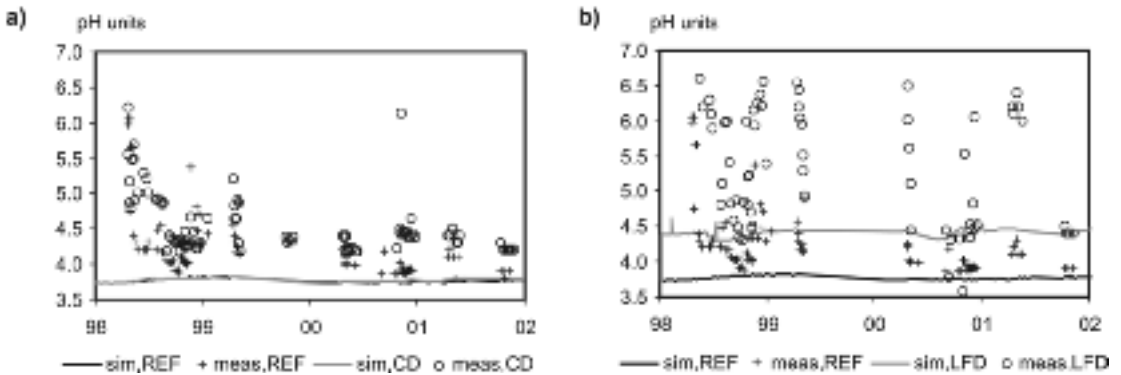 a)
pH units
7.0
6.5
6.0
5.5
5.0
4.5
4.0
3.5
98 99 00 01 02
sim,REF + meas,REF sim,CD o meas,CD
b)
pH units
7.0
6.5
6.0
5.5
5.0
4.5
4.0
3.5
98 99 00 01 02
sim,REF + meas,REF sim,LFD o meas,LFD